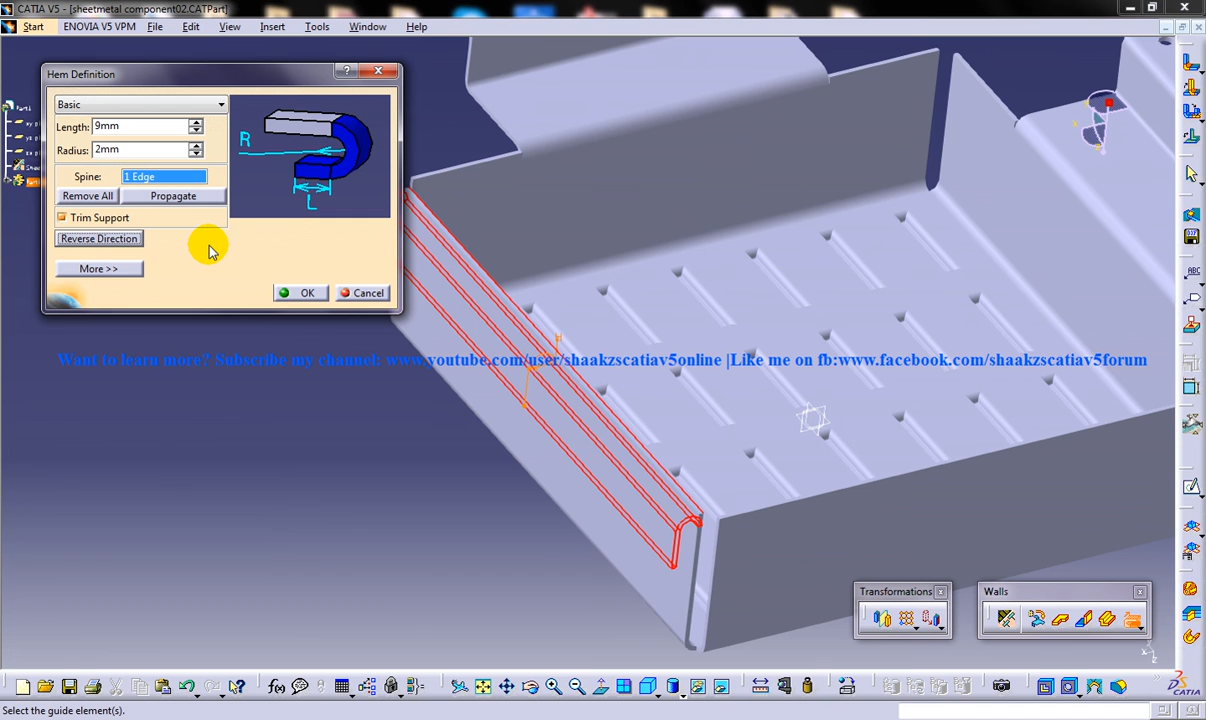 CATIA V5 - [sheetmetal component02.CATPart]
Start ENOVIA V5 VPM File Edit View Insert Tools Window Help
Hem Definition
Basic
Length: 9mm
Radius: 2mm
Spine: 1 Edge
Remove All Propagate
Trim Support
Reverse Direction
More >>
OK Cancel
R
L
Want to learn more? Subscribe my channel: www.youtube.com/user/shaakzscatiav5online |Like me on fb:www.facebook.com/shaakzscatiav5forum
Transformations
Walls
Select the guide element(s).
CATIA